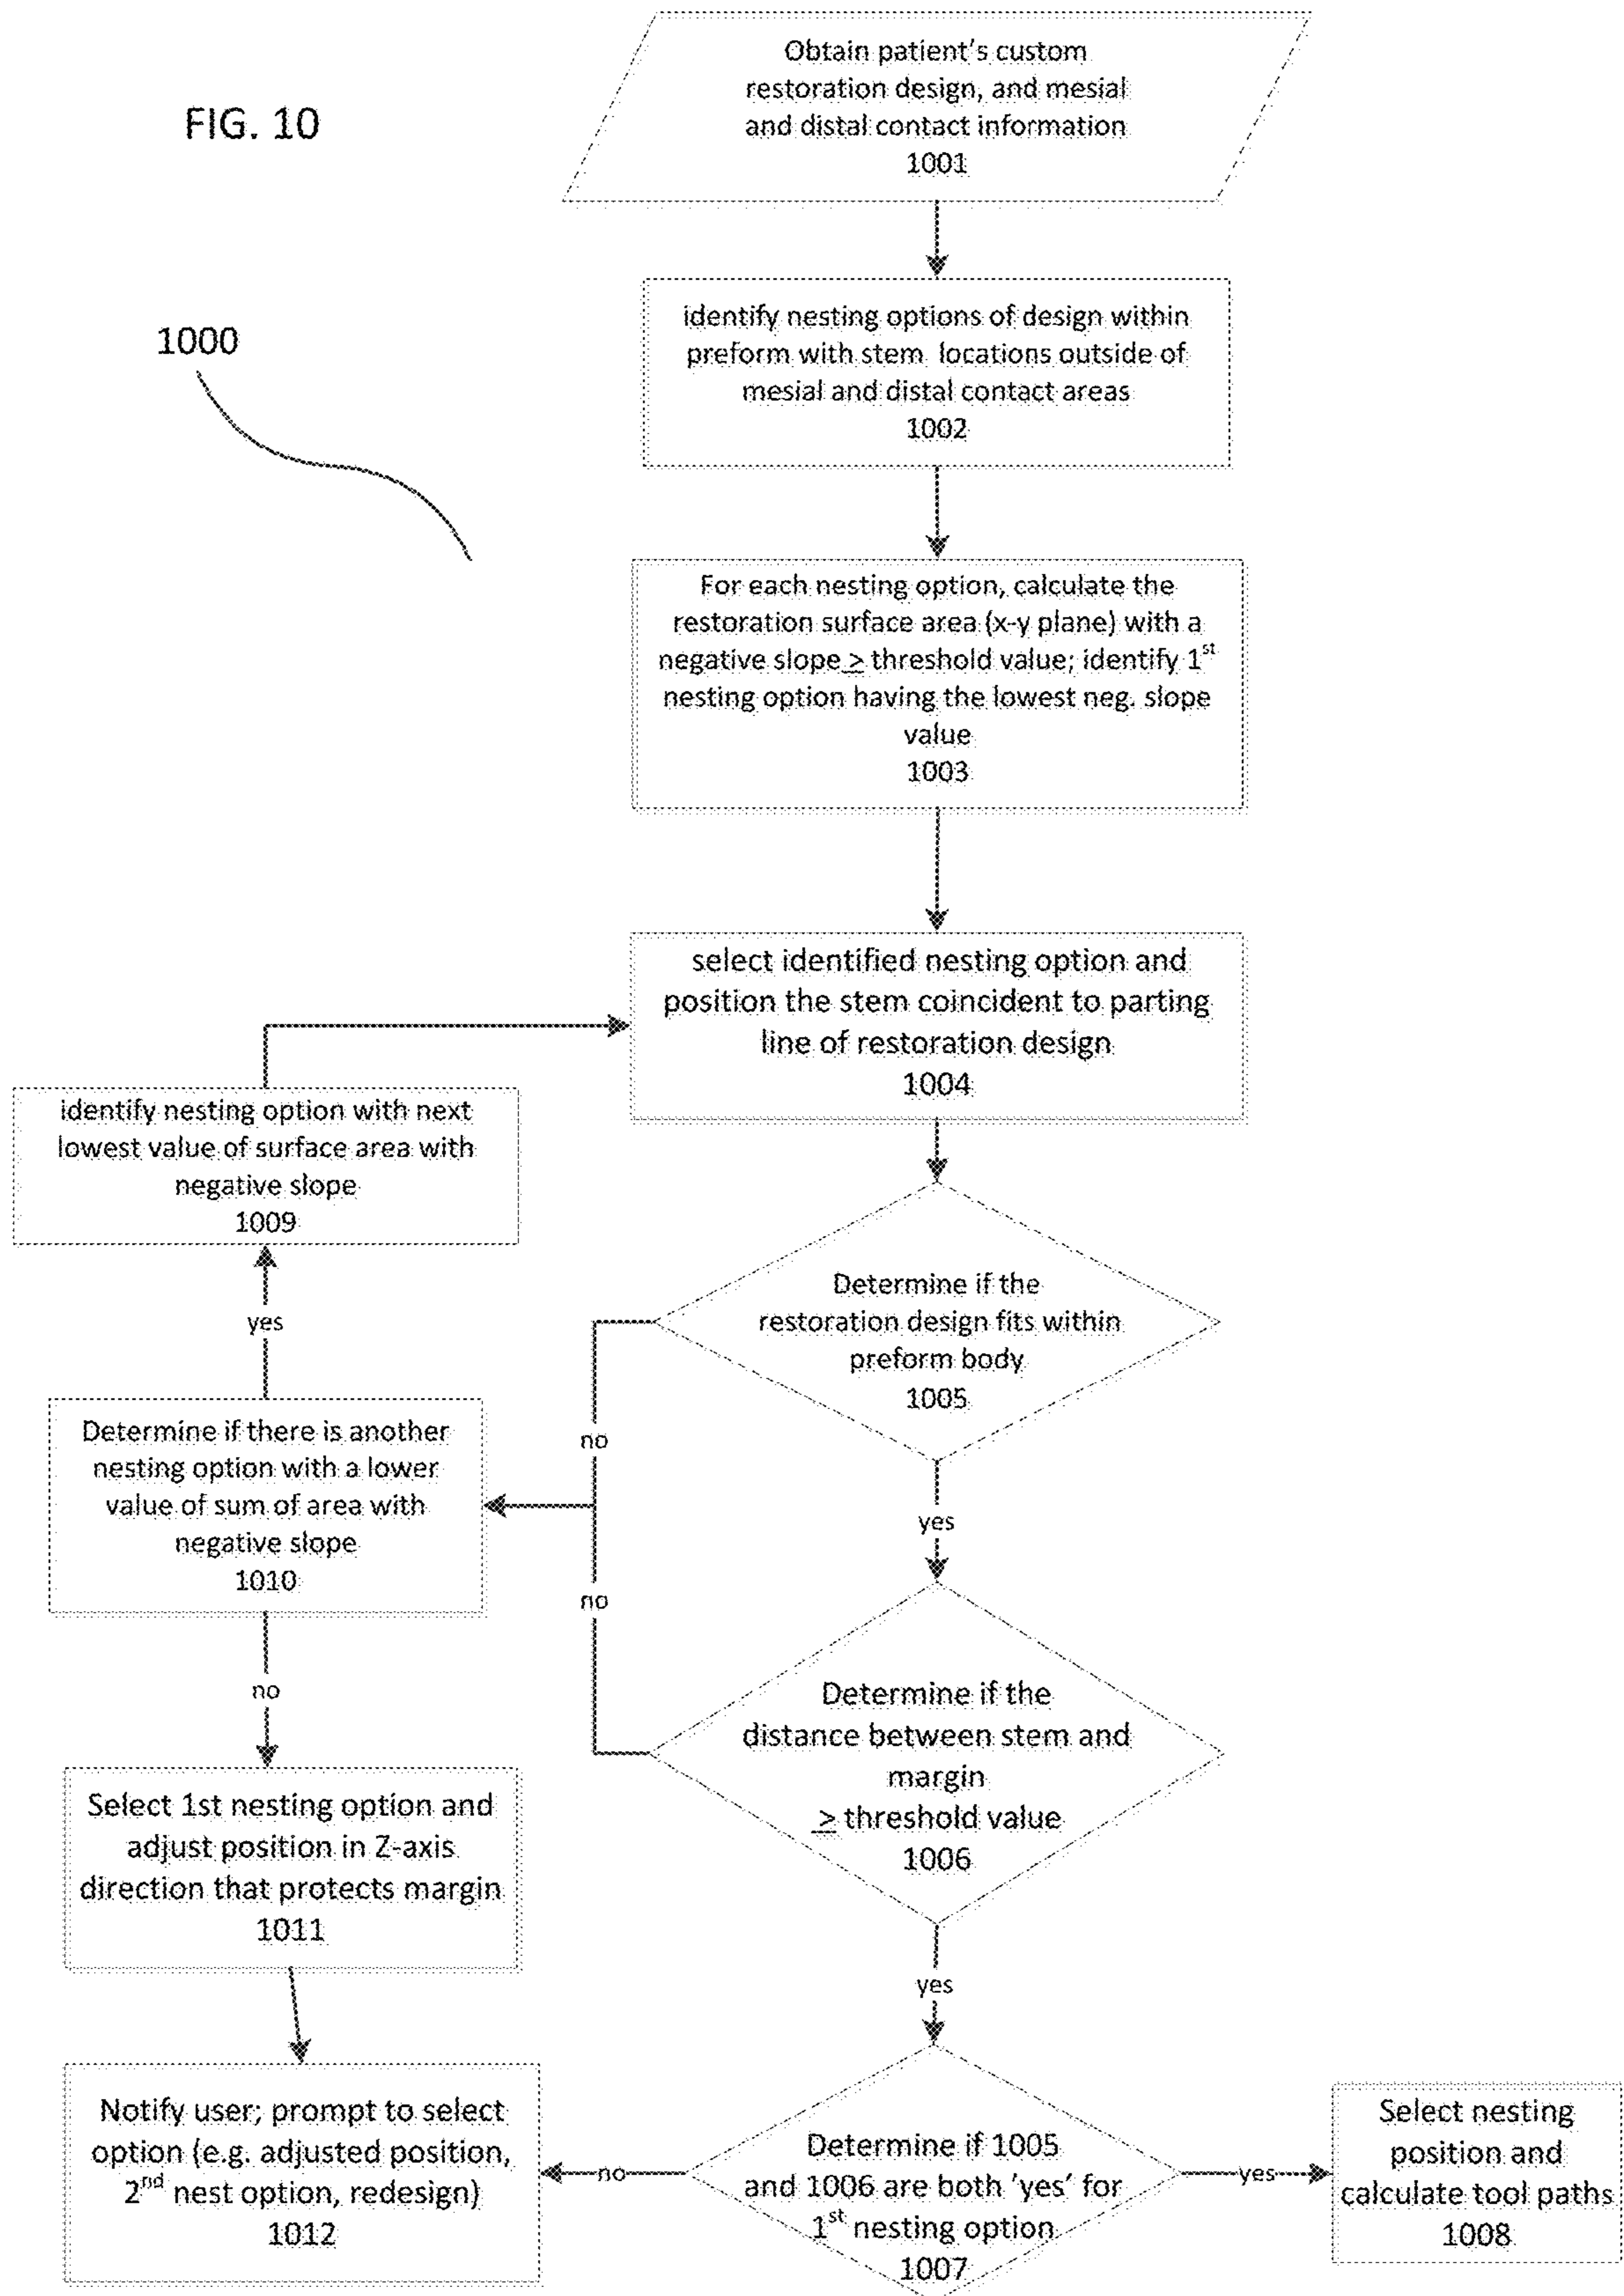 FIG. 10
Obtain patient's custom
restoration design, and mesial
and distal contact information
1001
1000
identify nesting options of design within
preform with stem locations outside of
mesial and distal contact areas
1002
For each nesting option, calculate the
restoration surface area (x-y plane) with a
negative slope ≥ threshold value; identify 1st
nesting option having the lowest neg. slope
value
1003
select identified nesting option and
position the stem coincident to parting
line of restoration design
1004
identify nesting option with next
lowest value of surface area with
negative slope
1009
yes
Determine if the
restoration design fits within
preform body
1005
no
yes
Determine if there is another
nesting option with a lower
value of sum of area with
negative slope
1010
no
no
Determine if the
distance between stem and
margin
≥ threshold value
1006
yes
Select 1st nesting option and
adjust position in Z-axis
direction that protects margin
1011
Notify user; prompt to select
option (e.g. adjusted position,
2nd nest option, redesign)
1012
no
Determine if 1005
and 1006 are both 'yes' for
1st nesting option
1007
yes
Select nesting
position and
calculate tool paths
1008